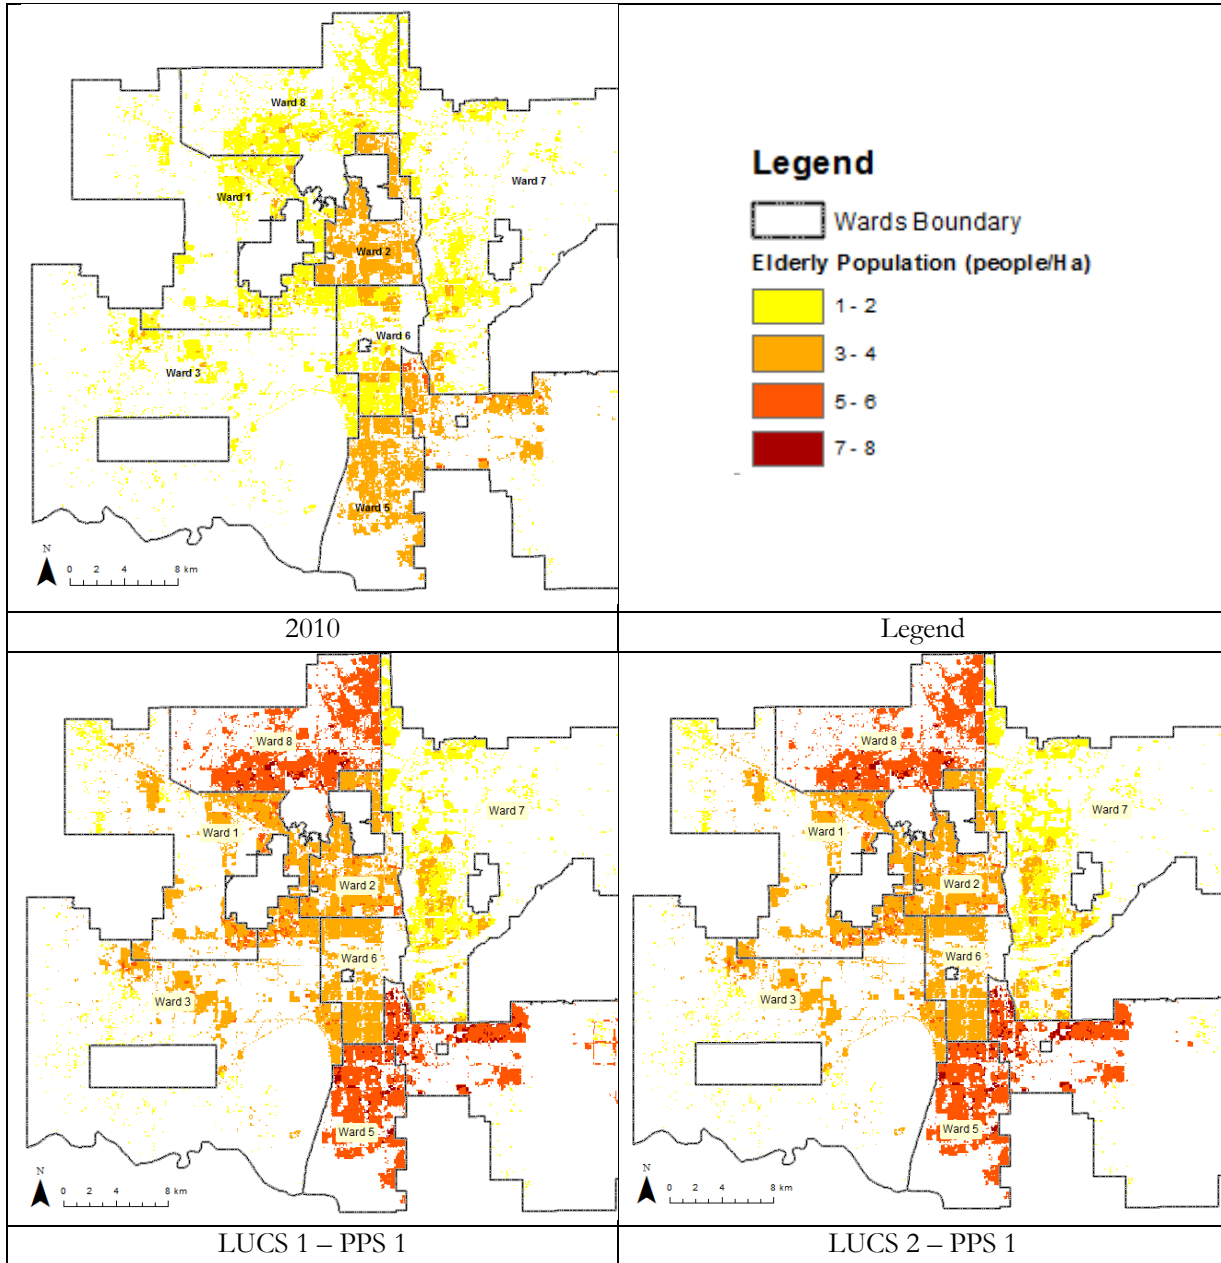 Ward 8
Ward 7
Ward 1
Ward 2
Ward 6
Ward 3
Ward 5
N
0 2 4 8 km
Legend
Wards Boundary
Elderly Population (people/Ha)
1 - 2
3 - 4
5 - 6
7 - 8
2010
Legend
Ward 8
Ward 7
Ward 1
Ward 2
Ward 6
Ward 3
Ward 5
N
0 2 4 8 km
Ward 8
Ward 7
Ward 1
Ward 2
Ward 6
Ward 3
Ward 5
N
0 2 4 8 km
LUCS 1 – PPS 1
LUCS 2 – PPS 1